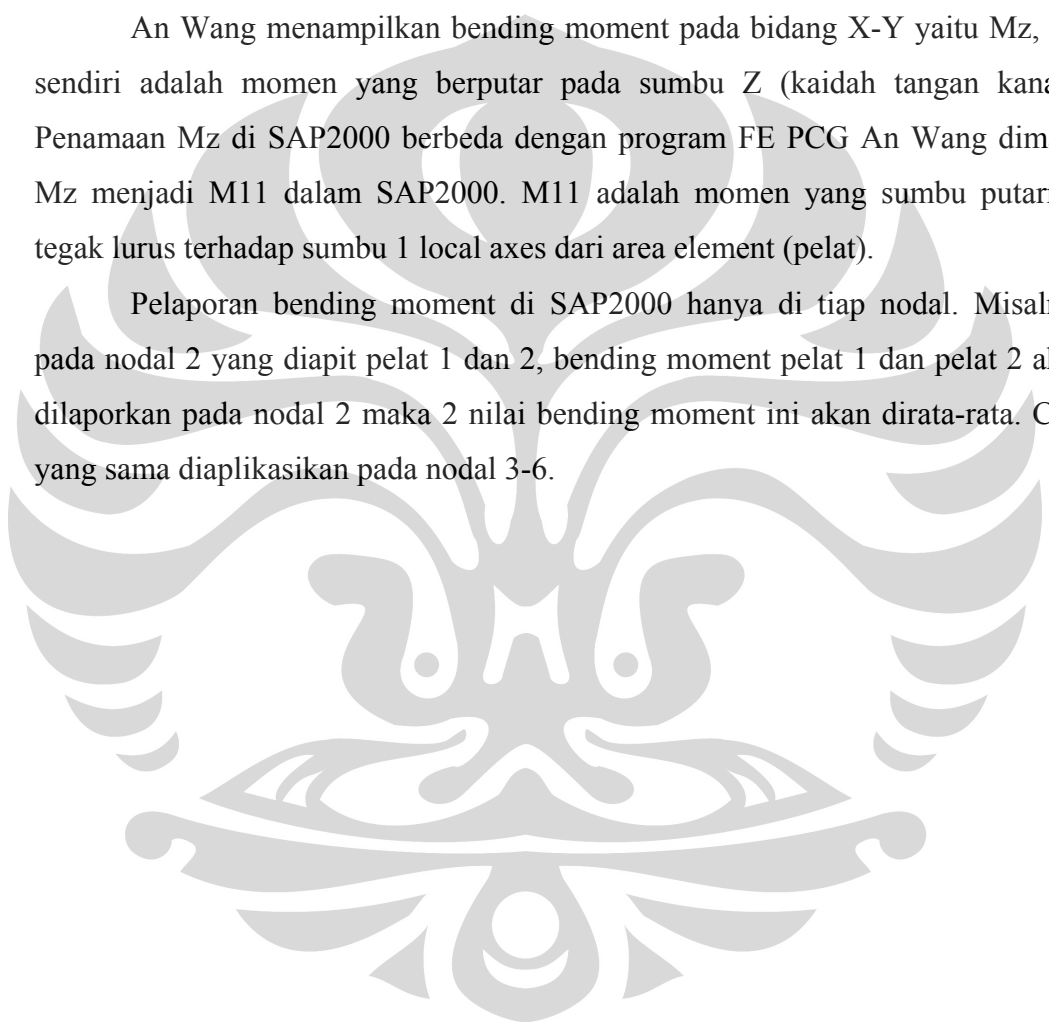 An Wang menampilkan bending moment pada bidang X-Y yaitu Mz,
sendiri adalah momen yang berputar pada sumbu Z (kaidah tangan
Penamaan Mz di SAP2000 berbeda dengan program FE PCG An Wang
Mz menjadi M11 dalam SAP2000. M11 adalah momen yang sumbu
tegak lurus terhadap sumbu 1 local axes dari area element (pelat).
Pelaporan bending moment di SAP2000 hanya di tiap nodal.
pada nodal 2 yang diapit pelat 1 dan 2, bending moment pelat 1 dan pelat 2
dilaporkan pada nodal 2 maka 2 nilai bending moment ini akan dirata-rata.
yang sama diaplikasikan pada nodal 3-6.